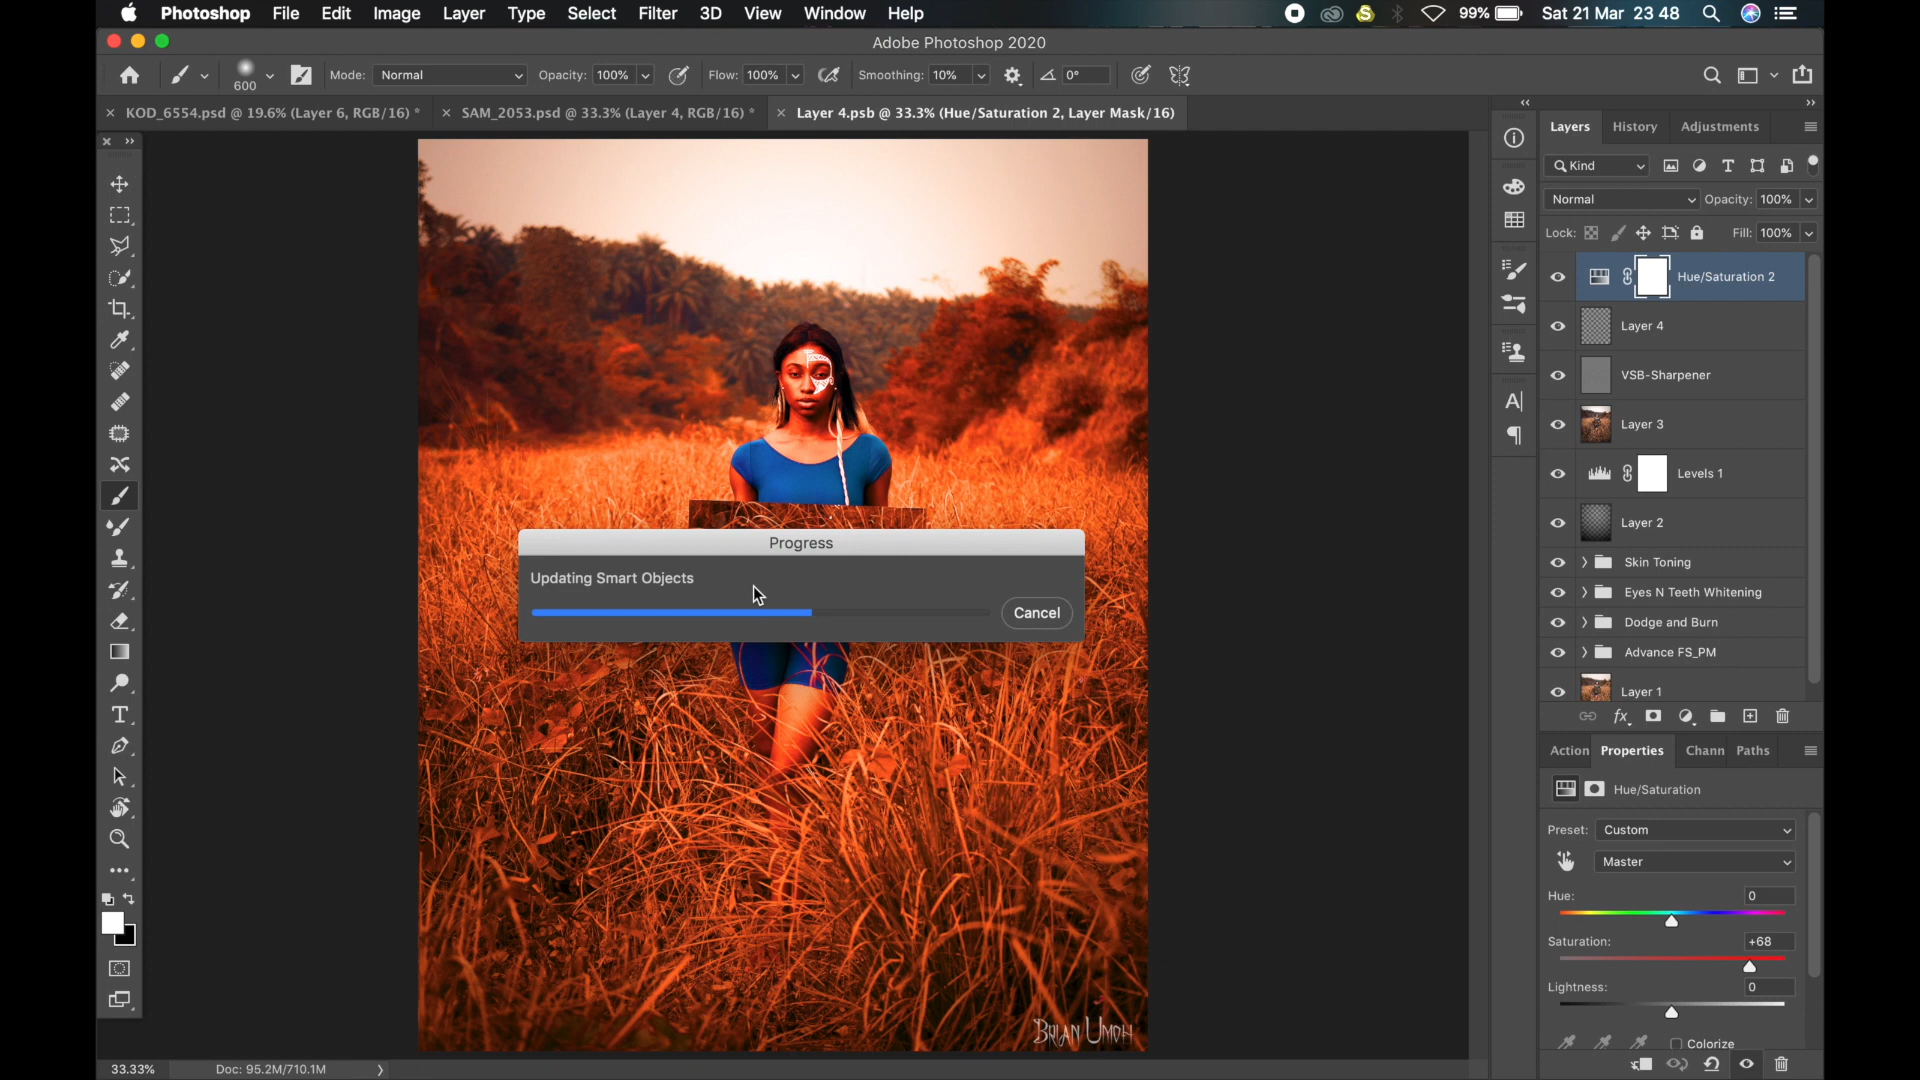 Photoshop File Edit Image Layer Type Select Filter 3D View Window Help 99% Sat 21 Mar 23 48
Adobe Photoshop 2020
600 Mode: Normal Opacity: 100% Flow: 100% Smoothing: 10% 0°
KOD_6554.psd @ 19.6% (Layer 6, RGB/16) * SAM_2053.psd @ 33.3% (Layer 4, RGB/16) * Layer 4.psb @ 33.3% (Hue/Saturation 2, Layer Mask/16)
Layers History Adjustments
Kind
Normal Opacity: 100%
Lock: Fill: 100%
Hue/Saturation 2
Layer 4
VSB-Sharpener
Layer 3
Levels 1
Layer 2
Skin Toning
Eyes N Teeth Whitening
Dodge and Burn
Advance FS_PM
Layer 1
Progress
Updating Smart Objects
Cancel
Action Properties Chann Paths
Hue/Saturation
Preset: Custom
Master
Hue: 0
Saturation: +68
Lightness: 0
Colorize
BRIAN UMOH
33.33% Doc: 95.2M/710.1M